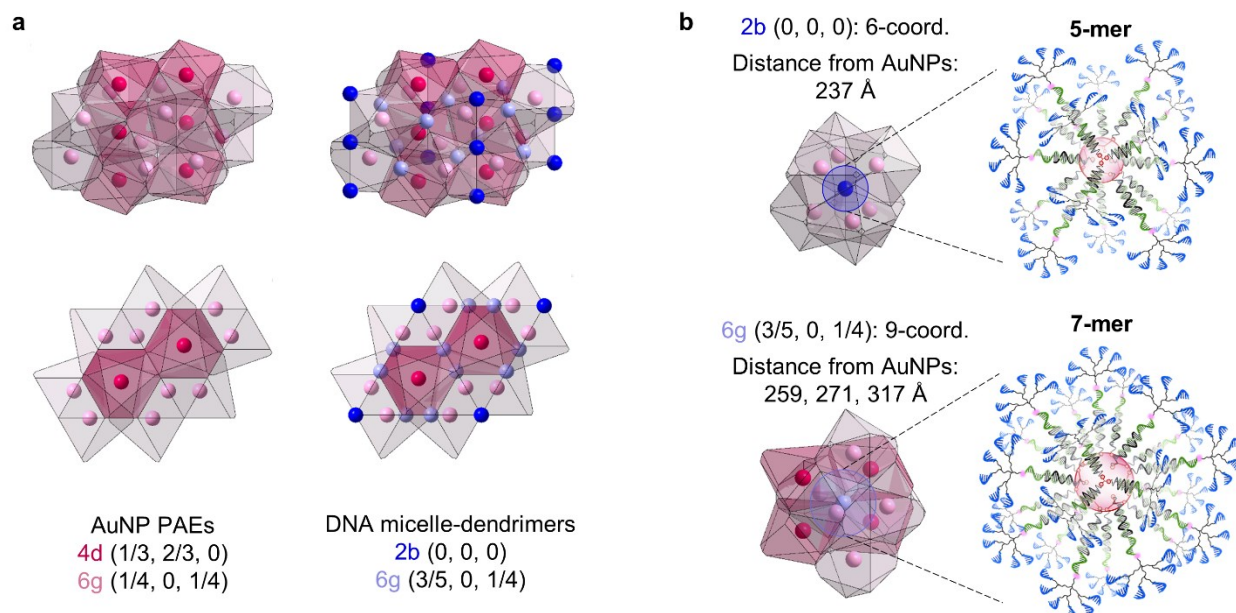 a
AuNP PAEs
4d (1/3, 2/3, 0)
6g (1/4, 0, 1/4)
DNA micelle-dendrimers
2b (0, 0, 0)
6g (3/5, 0, 1/4)
b
2b (0, 0, 0): 6-coord.
Distance from AuNPs:
237 Å
5-mer
6g (3/5, 0, 1/4): 9-coord.
Distance from AuNPs:
259, 271, 317 Å
7-mer